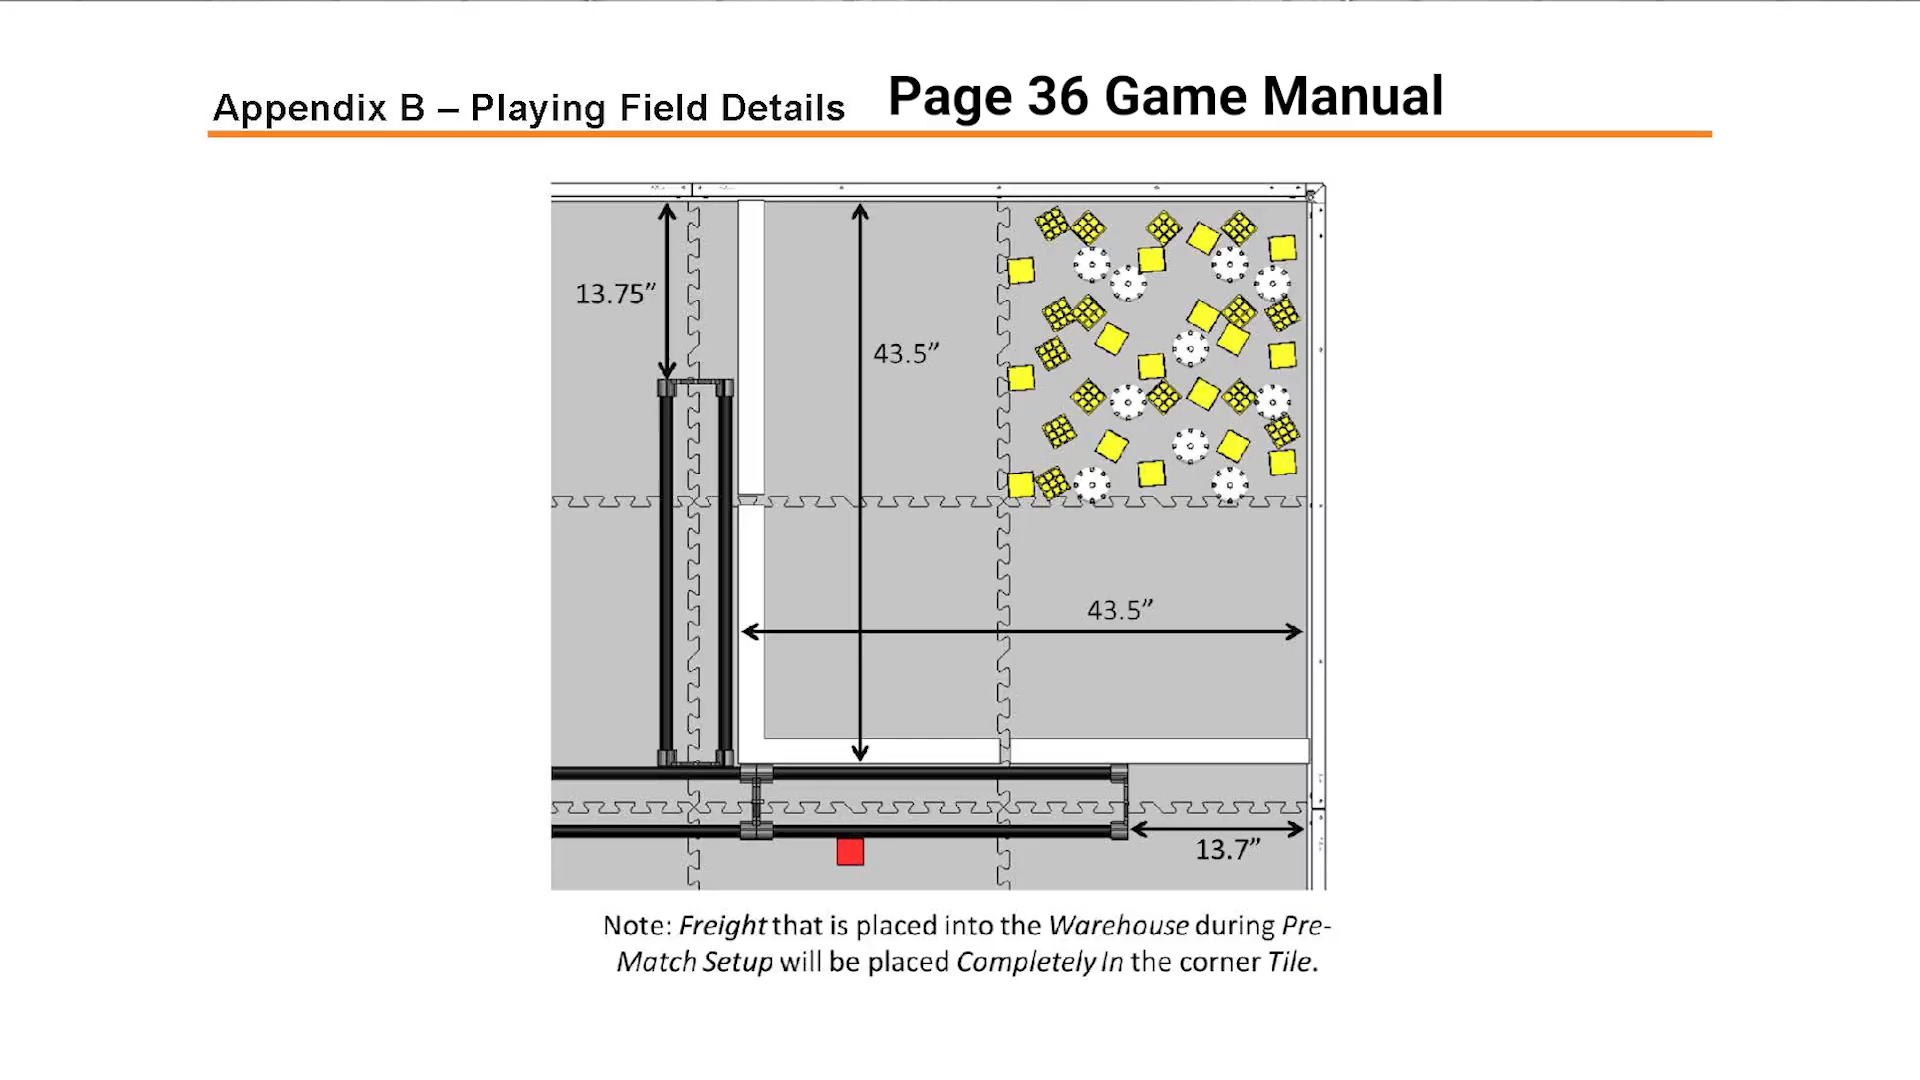 Appendix B – Playing Field Details Page 36 Game Manual
13.75”
43.5”
43.5”
13.7”
Note: Freight that is placed into the Warehouse during Pre-
Match Setup will be placed Completely In the corner Tile.